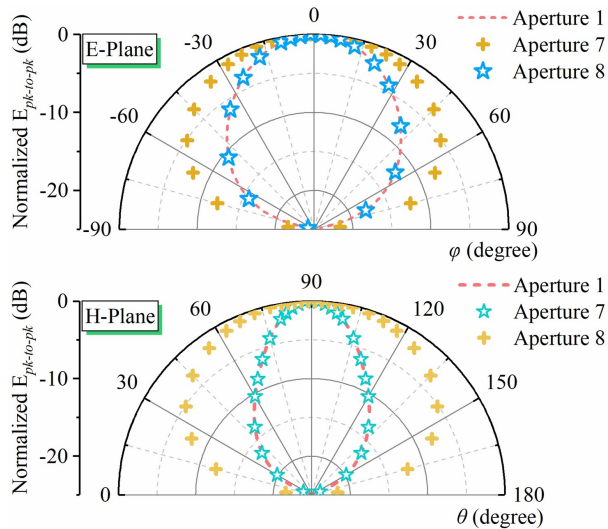 0
Aperture 1
E-Plane
-30
30
Aperture 7
Aperture 8
0
-10
-20
Normalized E_pk-to-pk (dB)
-60
60
-90
90
φ (degree)
90
Aperture 1
H-Plane
60
120
Aperture 7
Aperture 8
0
-10
-20
Normalized E_pk-to-pk (dB)
30
150
0
180
θ (degree)